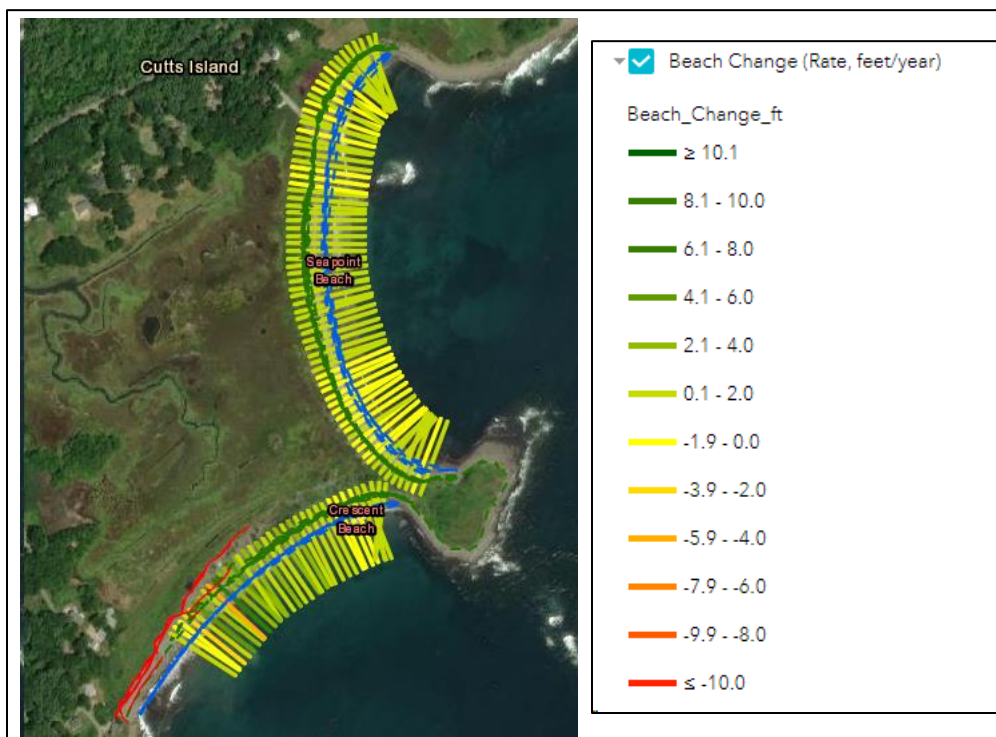 Cutts Island
Seapoint
Beach
Crescent
Beach
Beach Change (Rate, feet/year)
Beach_Change_ft
≥ 10.1
8.1 - 10.0
6.1 - 8.0
4.1 - 6.0
2.1 - 4.0
0.1 - 2.0
-1.9 - 0.0
-3.9 - -2.0
-5.9 - -4.0
-7.9 - -6.0
-9.9 - -8.0
≤ -10.0